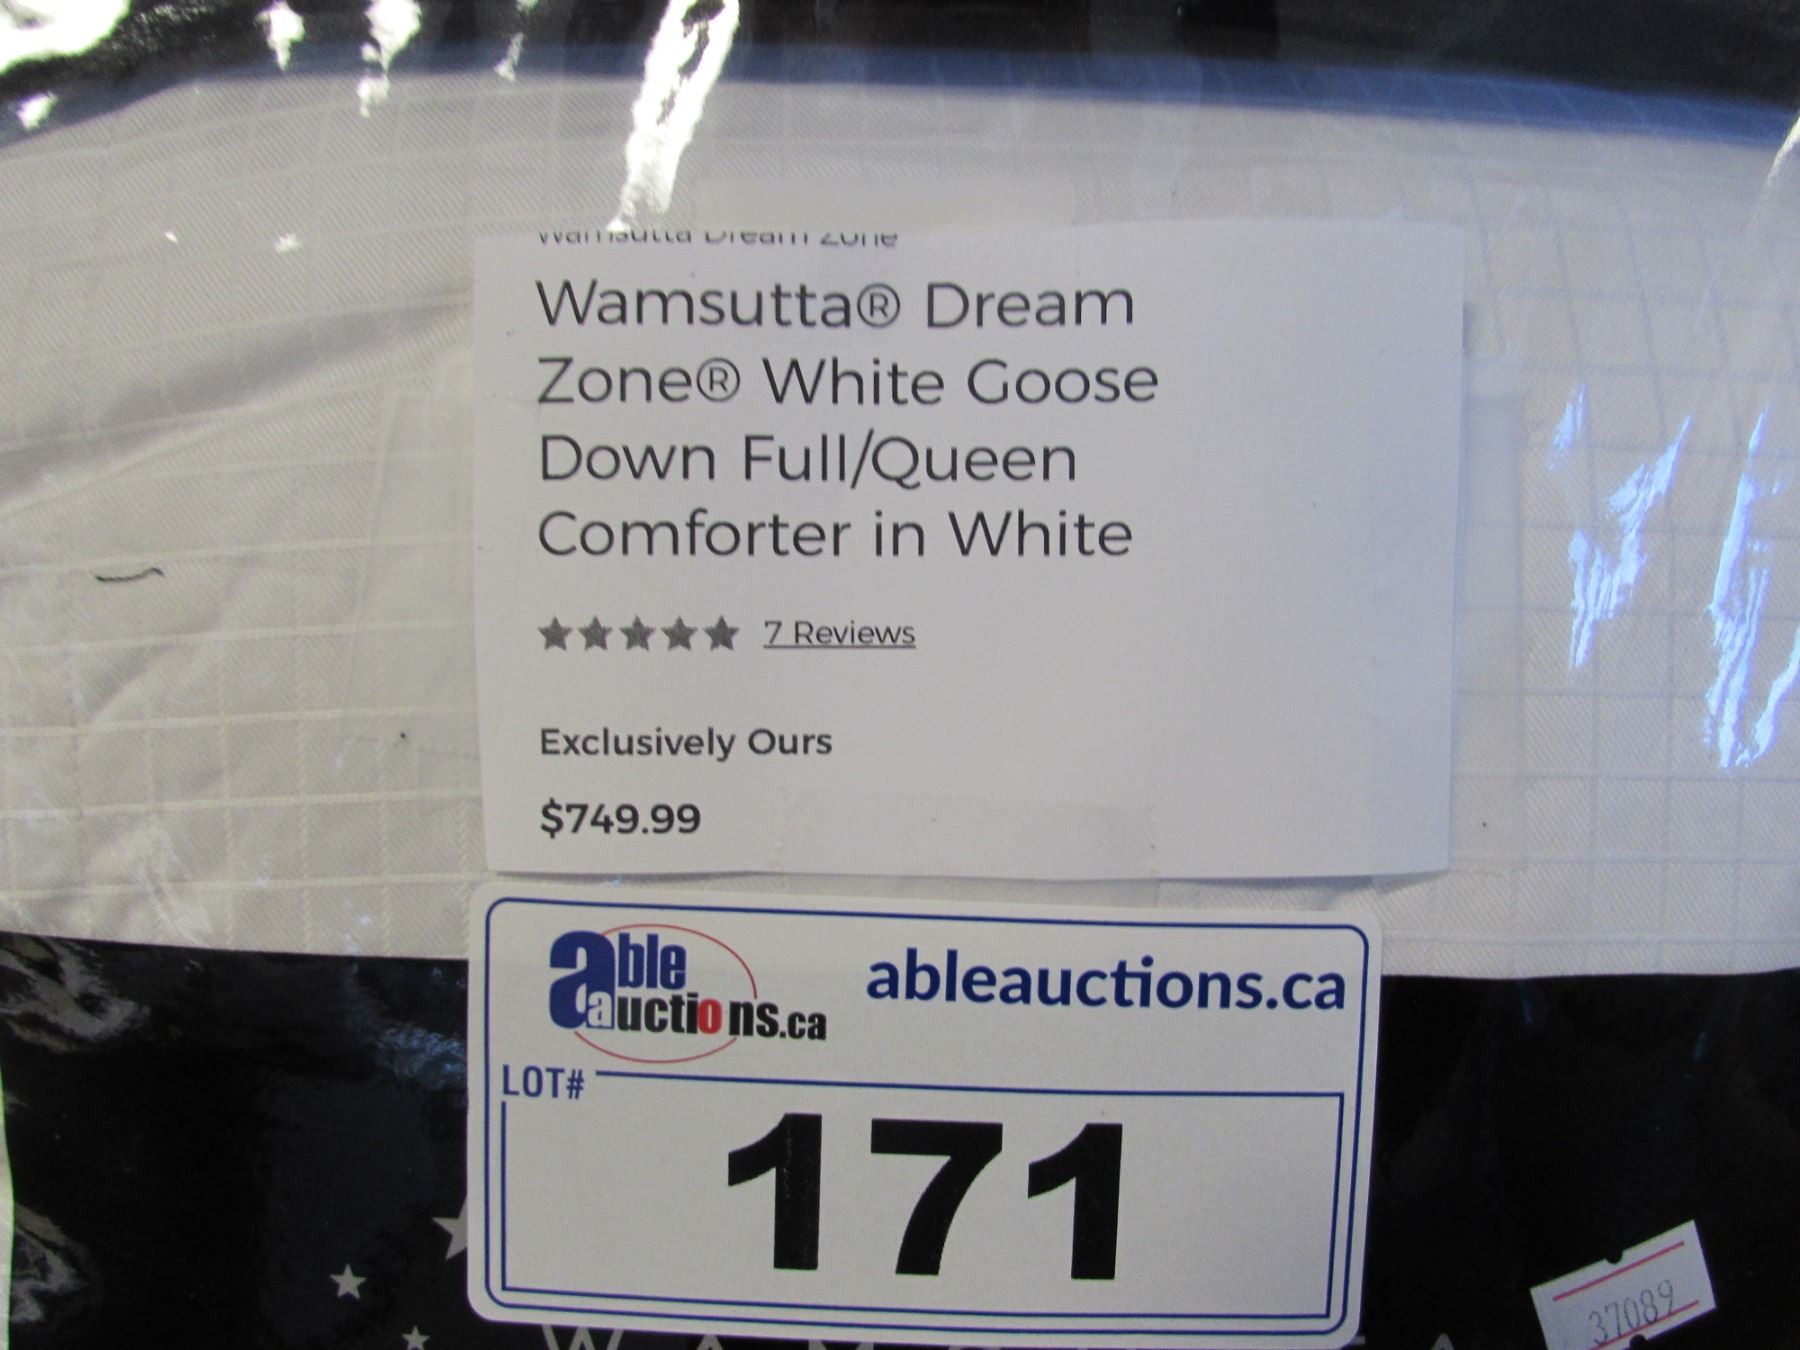 Wamsutta Dream Zone
Wamsutta® Dream
Zone® White Goose
Down Full/Queen
Comforter in White
7 Reviews
Exclusively Ours
$749.99
able
auctions.ca
ableauctions.ca
LOT#
171
37089